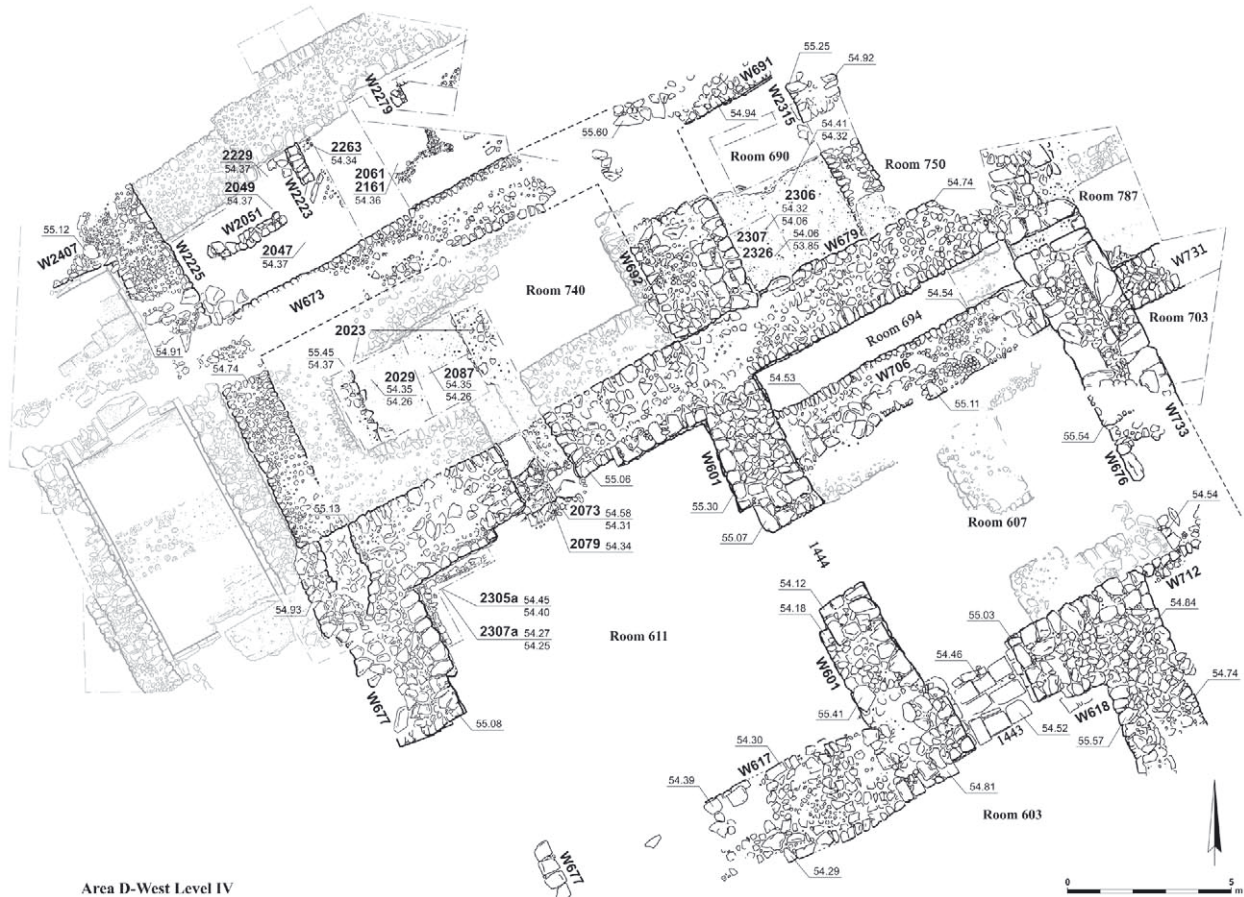 55.25
54.92
W691
W2279
W2315
54.94
55.60
54.41
54.32
2263
54.34
Room 690
Room 750
2229
54.37
2061
2161
54.36
54.74
Room 787
2049
54.37
W2223
2306
54.32
54.06
W2051
55.12
W2407
W2225
2047
54.37
2307
2326
54.06
53.85
W679
W731
W692
W673
Room 740
54.54
Room 694
Room 703
2023
54.91
54.74
55.45
54.37
2029
54.35
54.26
2087
54.35
54.26
54.53
W706
55.11
W733
55.54
W676
55.06
W601
55.30
55.13
2073
54.58
54.31
55.07
Room 607
54.54
2079
54.34
1444
W712
54.12
54.18
54.84
2305a
54.45
54.40
54.93
55.03
2307a
54.27
54.25
Room 611
54.46
W601
54.74
W677
55.41
W618
55.08
1443
54.52
55.57
54.30
W617
54.39
54.81
Room 603
W677
54.29
Area D-West Level IV
0
5
m